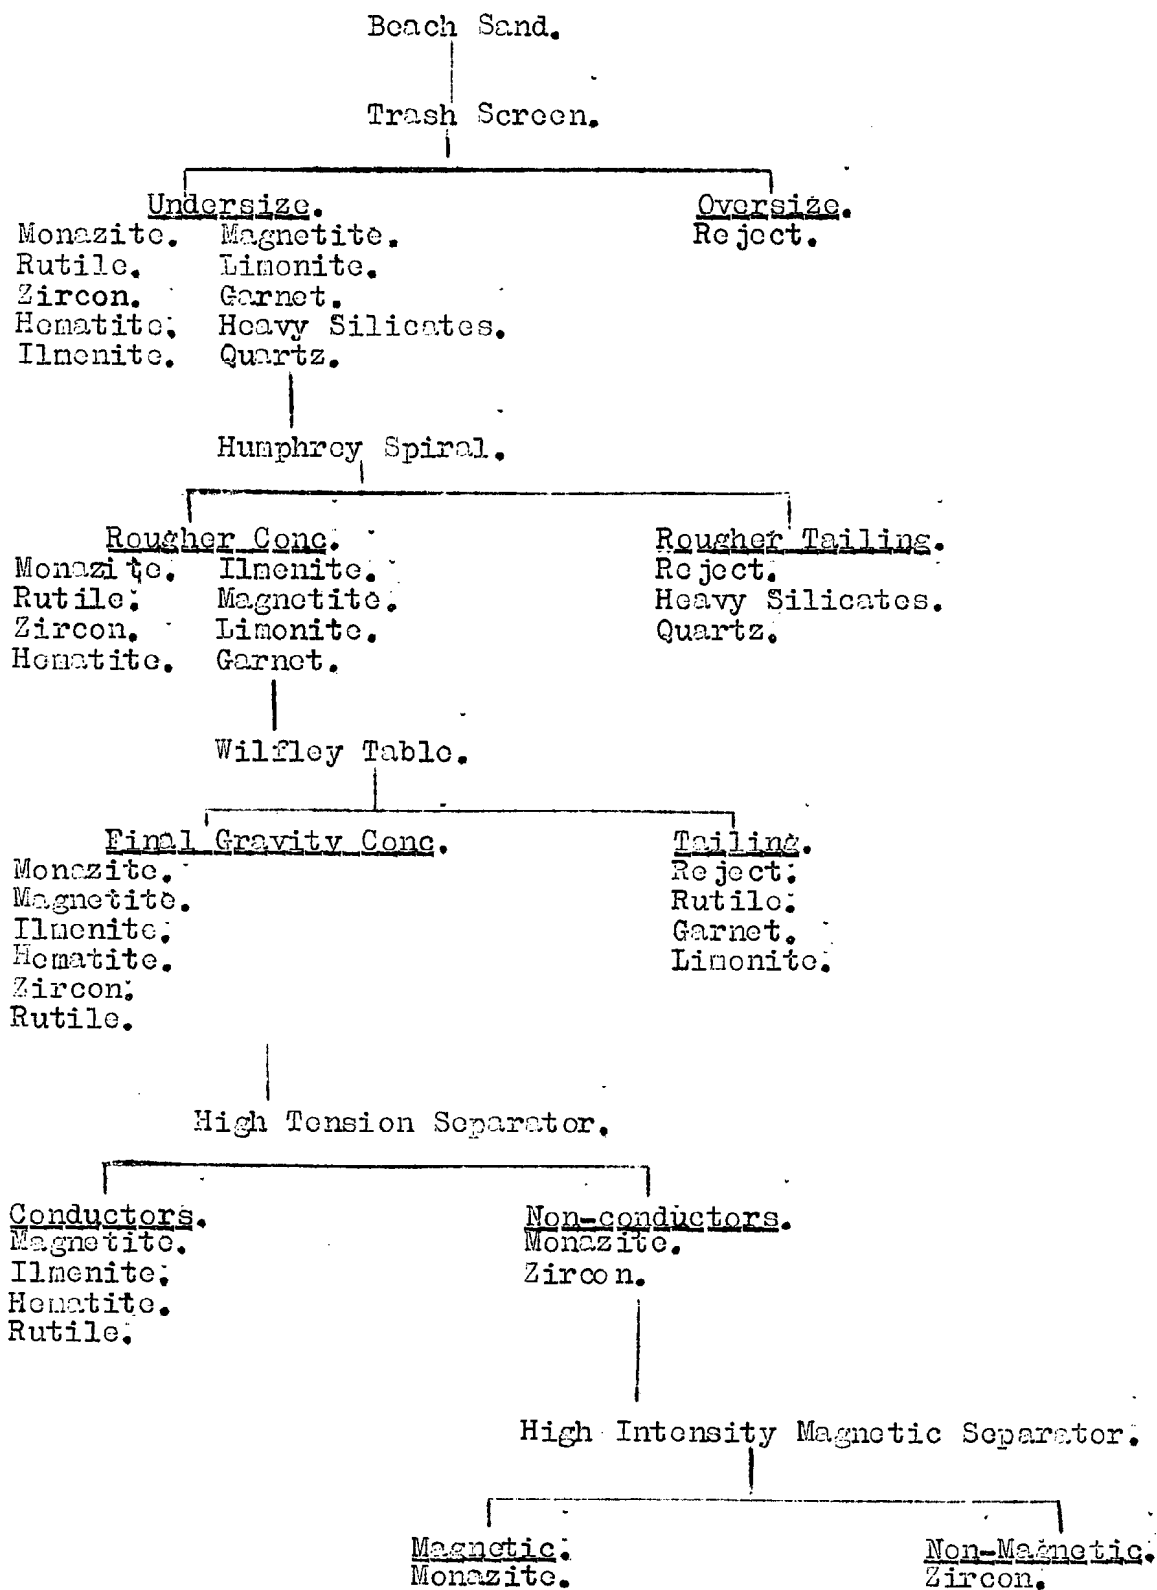 Beach Sand.
Trash Screen.
Undersize. Oversize.
Monazite. Magnetite. Reject.
Rutile. Limonite.
Zircon. Garnet.
Hematite. Heavy Silicates.
Ilmenite. Quartz.
Humphrey Spiral.
Rougher Conc. Rougher Tailing.
Monazite. Ilmenite. Reject.
Rutile. Magnetite. Heavy Silicates.
Zircon. Limonite. Quartz.
Hematite. Garnet.
Wilfley Table.
Final Gravity Conc. Tailing.
Monazite. Reject.
Magnetite. Rutile.
Ilmenite. Garnet.
Hematite. Limonite.
Zircon.
Rutile.
High Tension Separator.
Conductors. Non-conductors.
Magnetite. Monazite.
Ilmenite. Zircon.
Hematite.
Rutile.
High Intensity Magnetic Separator.
Magnetic. Non-Magnetic.
Monazite. Zircon.